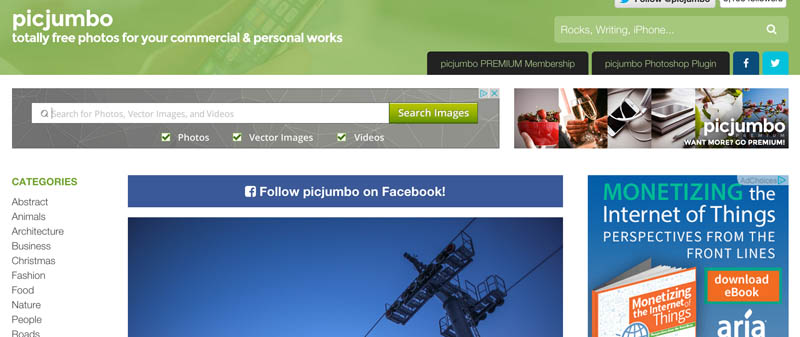 picjumbo
totally free photos for your commercial & personal works
Follow @picjumbo
followers
Rocks, Writing, iPhone...
picjumbo PREMIUM Membership
picjumbo Photoshop Plugin
Search for Photos, Vector Images, and Videos
Search Images
Photos
Vector Images
Videos
picjumbo
PREMIUM
WANT MORE? GO PREMIUM!
CATEGORIES
Abstract
Animals
Architecture
Business
Christmas
Fashion
Food
Nature
People
Roads
Follow picjumbo on Facebook!
AdChoices
MONETIZING the
Internet of Things
PERSPECTIVES FROM THE
FRONT LINES
download
eBook
Monetizing
the Internet of
Things
aria